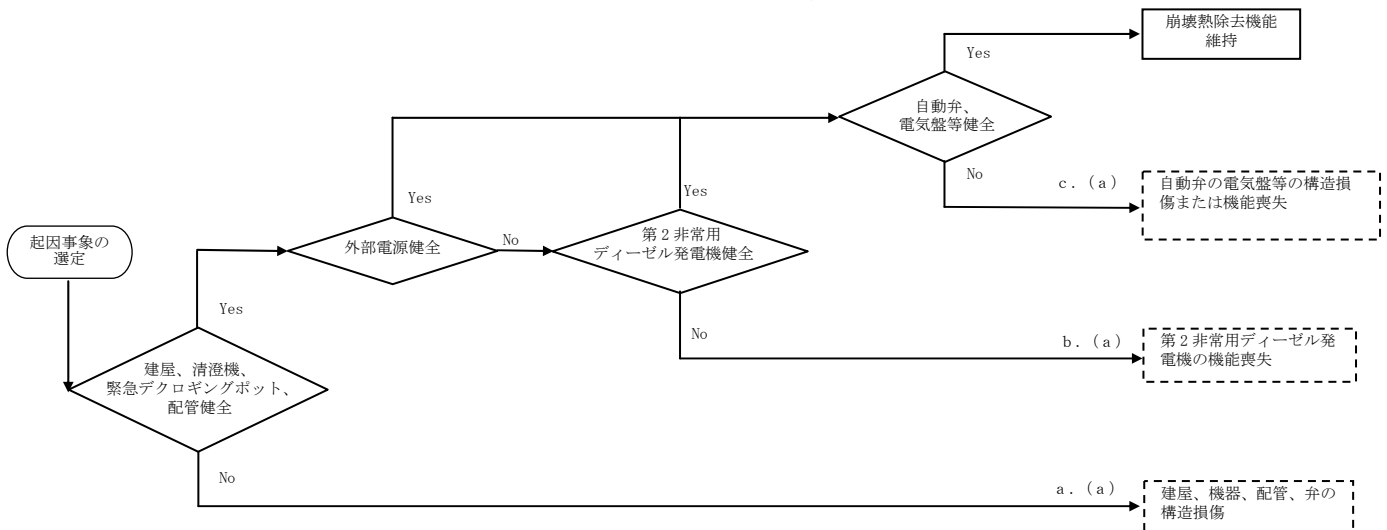 崩壊熱除去機能
維持
Yes
自動弁、
電気盤等健全
No
c.(a)
自動弁の電気盤等の構造損
傷または機能喪失
Yes
Yes
起因事象の
選定
外部電源健全
No
第2非常用
ディーゼル発電機健全
Yes
No
b.(a)
第2非常用ディーゼル発
電機の機能喪失
建屋、清澄機、
緊急デクロギングポット、
配管健全
No
a.(a)
建屋、機器、配管、弁の
構造損傷